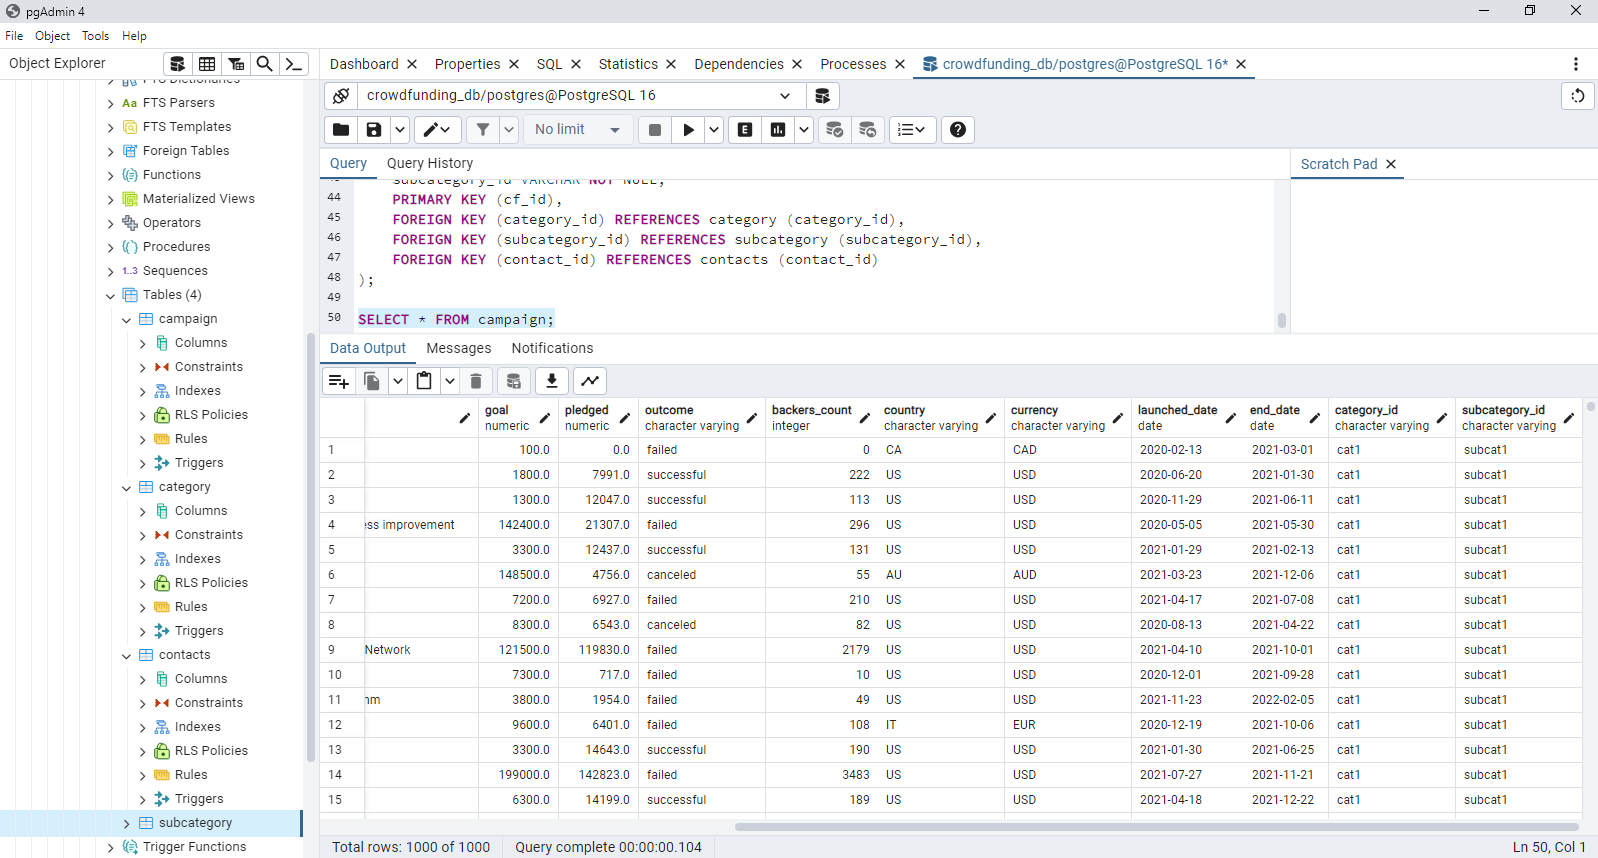 pgAdmin 4
File Object Tools Help
Object Explorer
FTS Dictionaries
Aa FTS Parsers
FTS Templates
Foreign Tables
Functions
Materialized Views
Operators
Procedures
1..3 Sequences
Tables (4)
campaign
Columns
Constraints
Indexes
RLS Policies
Rules
Triggers
category
Columns
Constraints
Indexes
RLS Policies
Rules
Triggers
contacts
Columns
Constraints
Indexes
RLS Policies
Rules
Triggers
subcategory
Trigger Functions
Dashboard Properties SQL Statistics Dependencies Processes crowdfunding_db/postgres@PostgreSQL 16*
crowdfunding_db/postgres@PostgreSQL 16
No limit E
Query Query History
Scratch Pad
subcategory_id VARCHAR NOT NULL,
44 PRIMARY KEY (cf_id),
45 FOREIGN KEY (category_id) REFERENCES category (category_id),
46 FOREIGN KEY (subcategory_id) REFERENCES subcategory (subcategory_id),
47 FOREIGN KEY (contact_id) REFERENCES contacts (contact_id)
48 );
49
50 SELECT * FROM campaign;
Data Output Messages Notifications
goal pledged outcome backers_count country currency launched_date end_date category_id subcategory_id
numeric numeric character varying integer character varying character varying date date character varying character varying
1 100.0 0.0 failed 0 CA CAD 2020-02-13 2021-03-01 cat1 subcat1
2 1800.0 7991.0 successful 222 US USD 2020-06-20 2021-01-30 cat1 subcat1
3 1300.0 12047.0 successful 113 US USD 2020-11-29 2021-06-11 cat1 subcat1
4 ess improvement 142400.0 21307.0 failed 296 US USD 2020-05-05 2021-05-30 cat1 subcat1
5 3300.0 12437.0 successful 131 US USD 2021-01-29 2021-02-13 cat1 subcat1
6 148500.0 4756.0 canceled 55 AU AUD 2021-03-23 2021-12-06 cat1 subcat1
7 7200.0 6927.0 failed 210 US USD 2021-04-17 2021-07-08 cat1 subcat1
8 8300.0 6543.0 canceled 82 US USD 2020-08-13 2021-04-22 cat1 subcat1
9 Network 121500.0 119830.0 failed 2179 US USD 2021-04-10 2021-10-01 cat1 subcat1
10 7300.0 717.0 failed 10 US USD 2020-12-01 2021-09-28 cat1 subcat1
11 3800.0 1954.0 failed 49 US USD 2021-11-23 2022-02-05 cat1 subcat1
12 9600.0 6401.0 failed 108 IT EUR 2020-12-19 2021-10-06 cat1 subcat1
13 3300.0 14643.0 successful 190 US USD 2021-01-30 2021-06-25 cat1 subcat1
14 199000.0 142823.0 failed 3483 US USD 2021-07-27 2021-11-21 cat1 subcat1
15 6300.0 14199.0 successful 189 US USD 2021-04-18 2021-12-22 cat1 subcat1
Total rows: 1000 of 1000 Query complete 00:00:00.104 Ln 50, Col 1